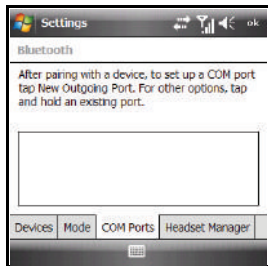 Settings ok
Bluetooth
After pairing with a device, to set up a COM port
tap New Outgoing Port. For other options, tap
and hold an existing port.
Devices Mode COM Ports Headset Manager